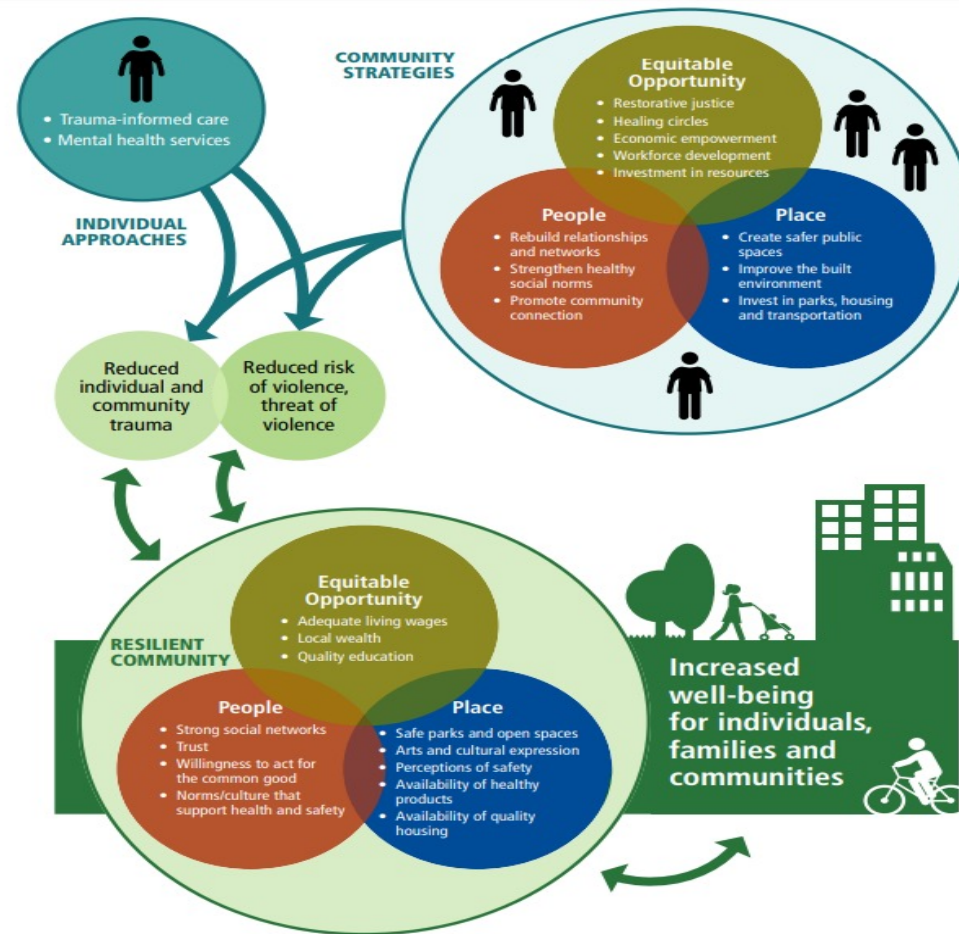 • Trauma-informed care
• Mental health services
INDIVIDUAL
APPROACHES
COMMUNITY
STRATEGIES
Equitable
Opportunity
• Restorative justice
• Healing circles
• Economic empowerment
• Workforce development
• Investment in resources
People
• Rebuild relationships
and networks
• Strengthen healthy
social norms
• Promote community
connection
Place
• Create safer public
spaces
• Improve the built
environment
• Invest in parks, housing
and transportation
Reduced
individual and
community
trauma
Reduced risk
of violence,
threat of
violence
RESILIENT
COMMUNITY
Equitable
Opportunity
• Adequate living wages
• Local wealth
• Quality education
People
• Strong social networks
• Trust
• Willingness to act for
the common good
• Norms/culture that
support health and safety
Place
• Safe parks and open spaces
• Arts and cultural expression
• Perceptions of safety
• Availability of healthy
products
• Availability of quality
housing
Increased
well-being
for individuals,
families and
communities